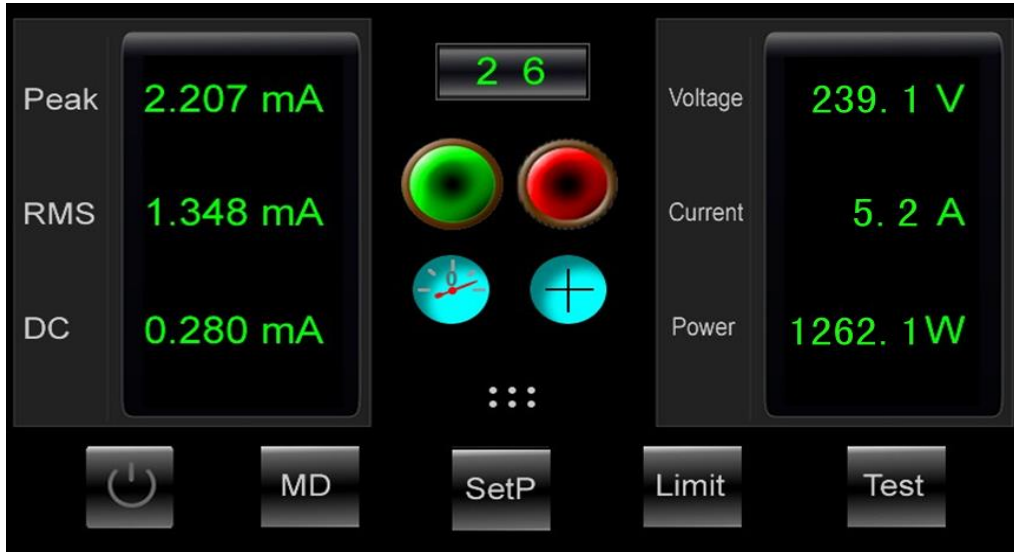 2 6
Peak 2.207 mA
Voltage 239. 1 V
RMS 1.348 mA
Current 5. 2 A
0
DC 0.280 mA
Power 1262. 1W
MD
SetP
Limit
Test